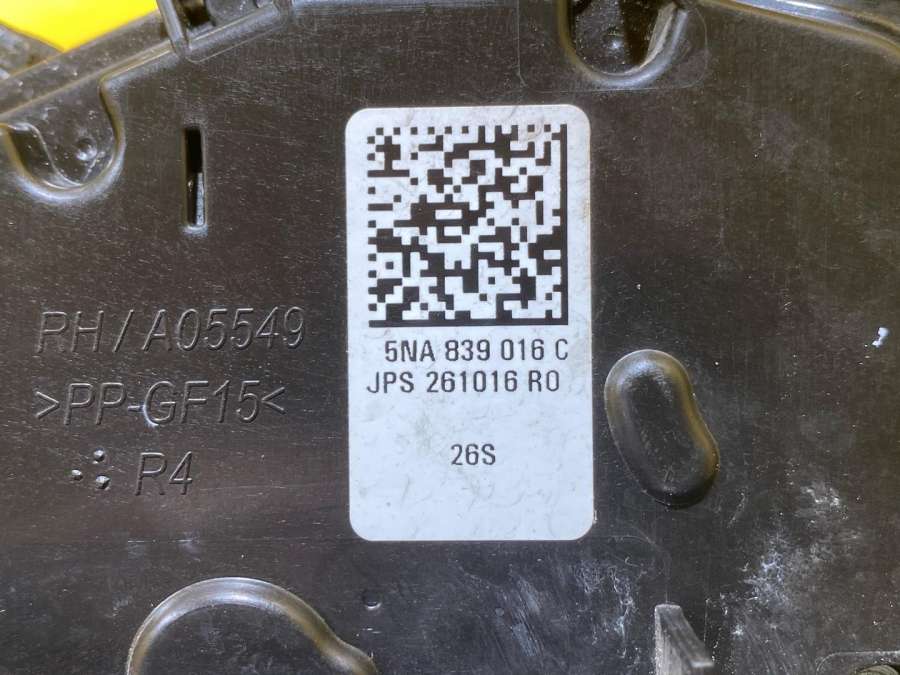 5NA 839 016 C
JPS 261016 R0
26S
RH/A05549
>PP-GF15<
R4